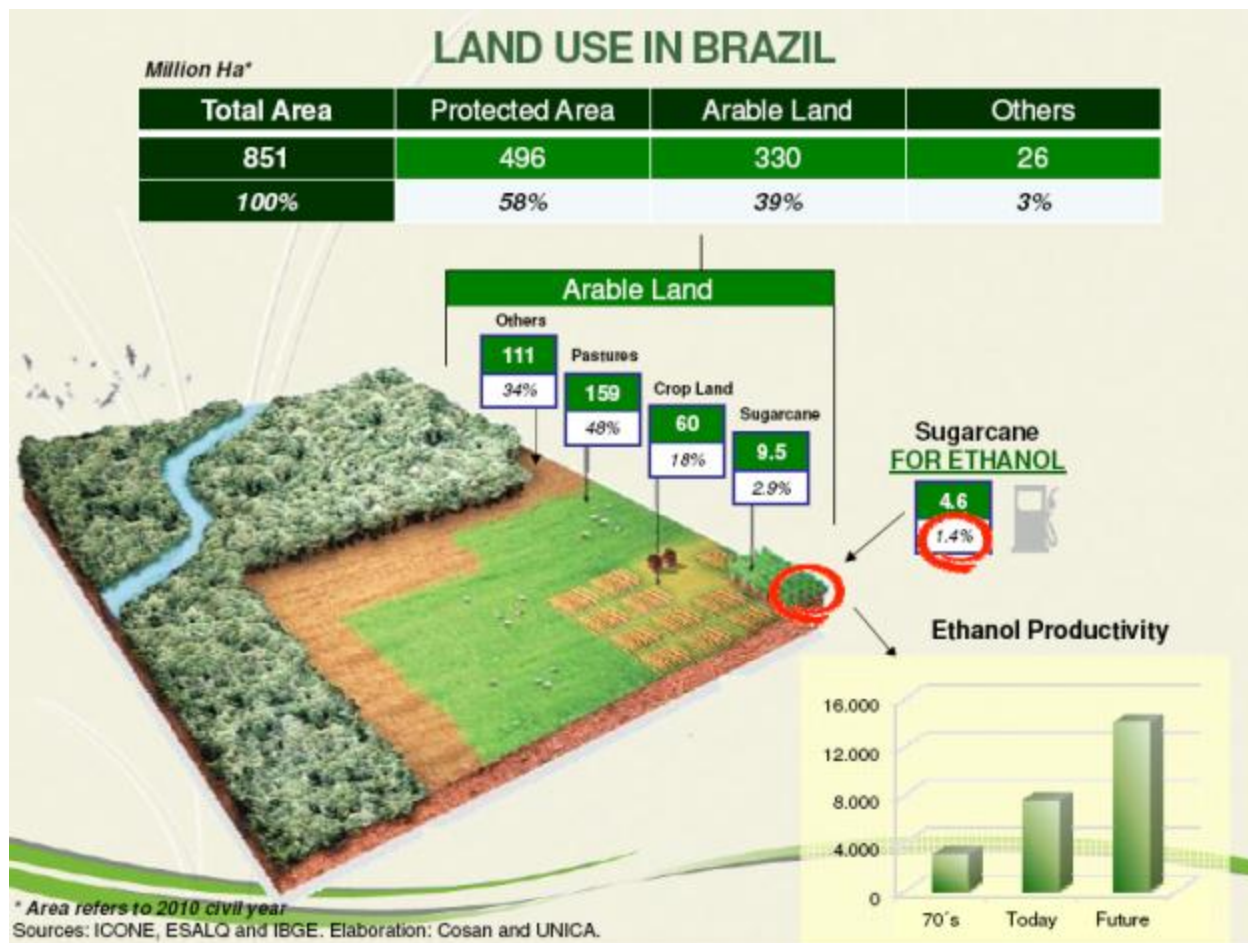 LAND USE IN BRAZIL
Million Ha*
Total Area Protected Area Arable Land Others
851 496 330 26
100% 58% 39% 3%
Arable Land
Others
111
34%
Pastures
159
48%
Crop Land
60
18%
Sugarcane
9.5
2.9%
Sugarcane
FOR ETHANOL
4.6
1.4%
Ethanol Productivity
16.000
12.000
8.000
4.000
0
70´s Today Future
* Area refers to 2010 civil year
Sources: ICONE, ESALQ and IBGE. Elaboration: Cosan and UNICA.